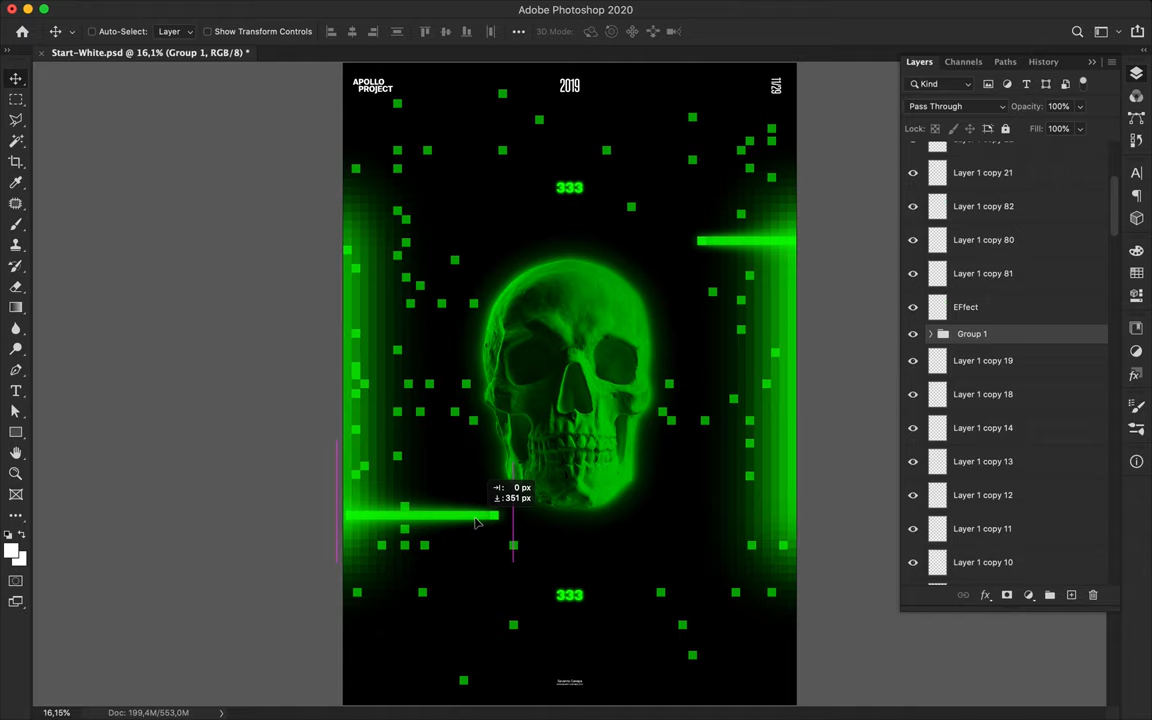 Adobe Photoshop 2020
Auto-Select:
Layer
Show Transform Controls
3D Mode:
Start-White.psd @ 16,1% (Group 1, RGB/8) *
Layers
Channels
Paths
History
Kind
Pass Through
Opacity:
100%
Lock:
Fill:
100%
Layer 1 copy 21
Layer 1 copy 82
Layer 1 copy 80
Layer 1 copy 81
EFfect
Group 1
Layer 1 copy 19
Layer 1 copy 18
Layer 1 copy 14
Layer 1 copy 13
Layer 1 copy 12
Layer 1 copy 11
Layer 1 copy 10
APOLLO
PROJECT
2019
11/29
333
0 px
351 px
333
16,15%
Doc: 199,4M/553,0M